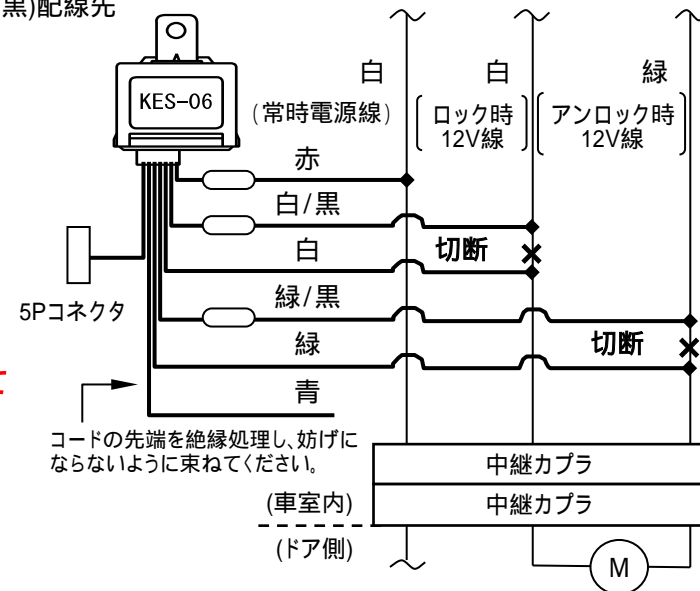 黒)配線先
白
白
緑
KES-06
(常時電源線)
ロック時
12V線
アンロック時
12V線
赤
白/黒
白
切断
緑/黒
5Pコネクタ
緑
切断
青
コードの先端を絶縁処理し、妨げに
ならないように束ねてください。
中継カプラ
(車室内)
中継カプラ
(ドア側)
M